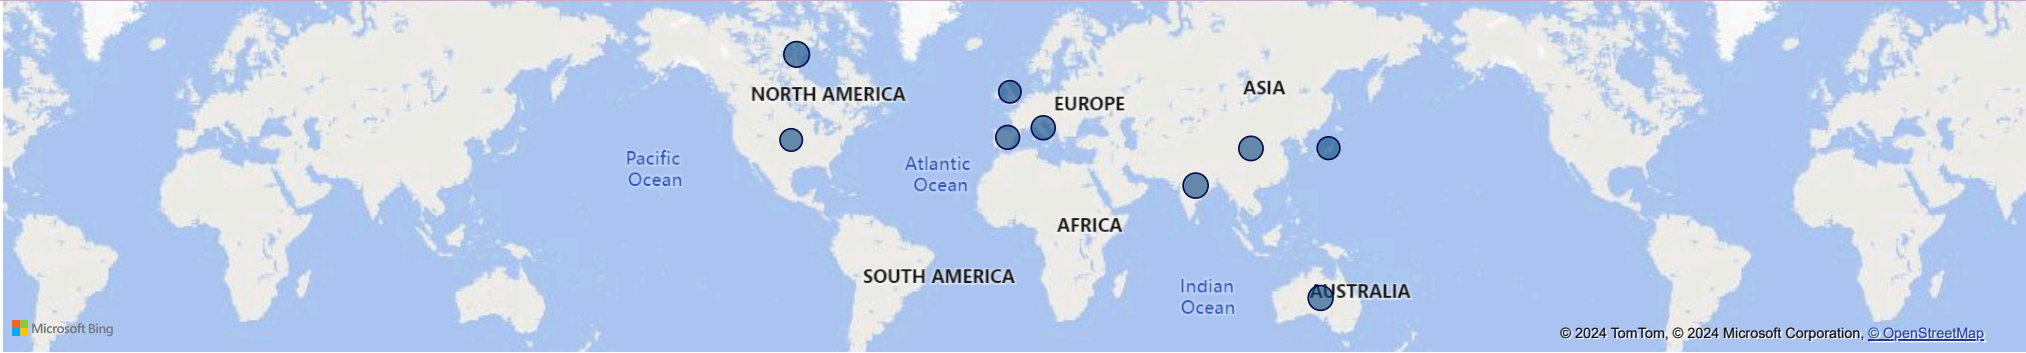 ASIA
NORTH AMERICA
EUROPE
Pacific
Ocean
Atlantic
Ocean
AFRICA
SOUTH AMERICA
Indian
Ocean
AUSTRALIA
Microsoft Bing
© 2024 TomTom, © 2024 Microsoft Corporation, © OpenStreetMap